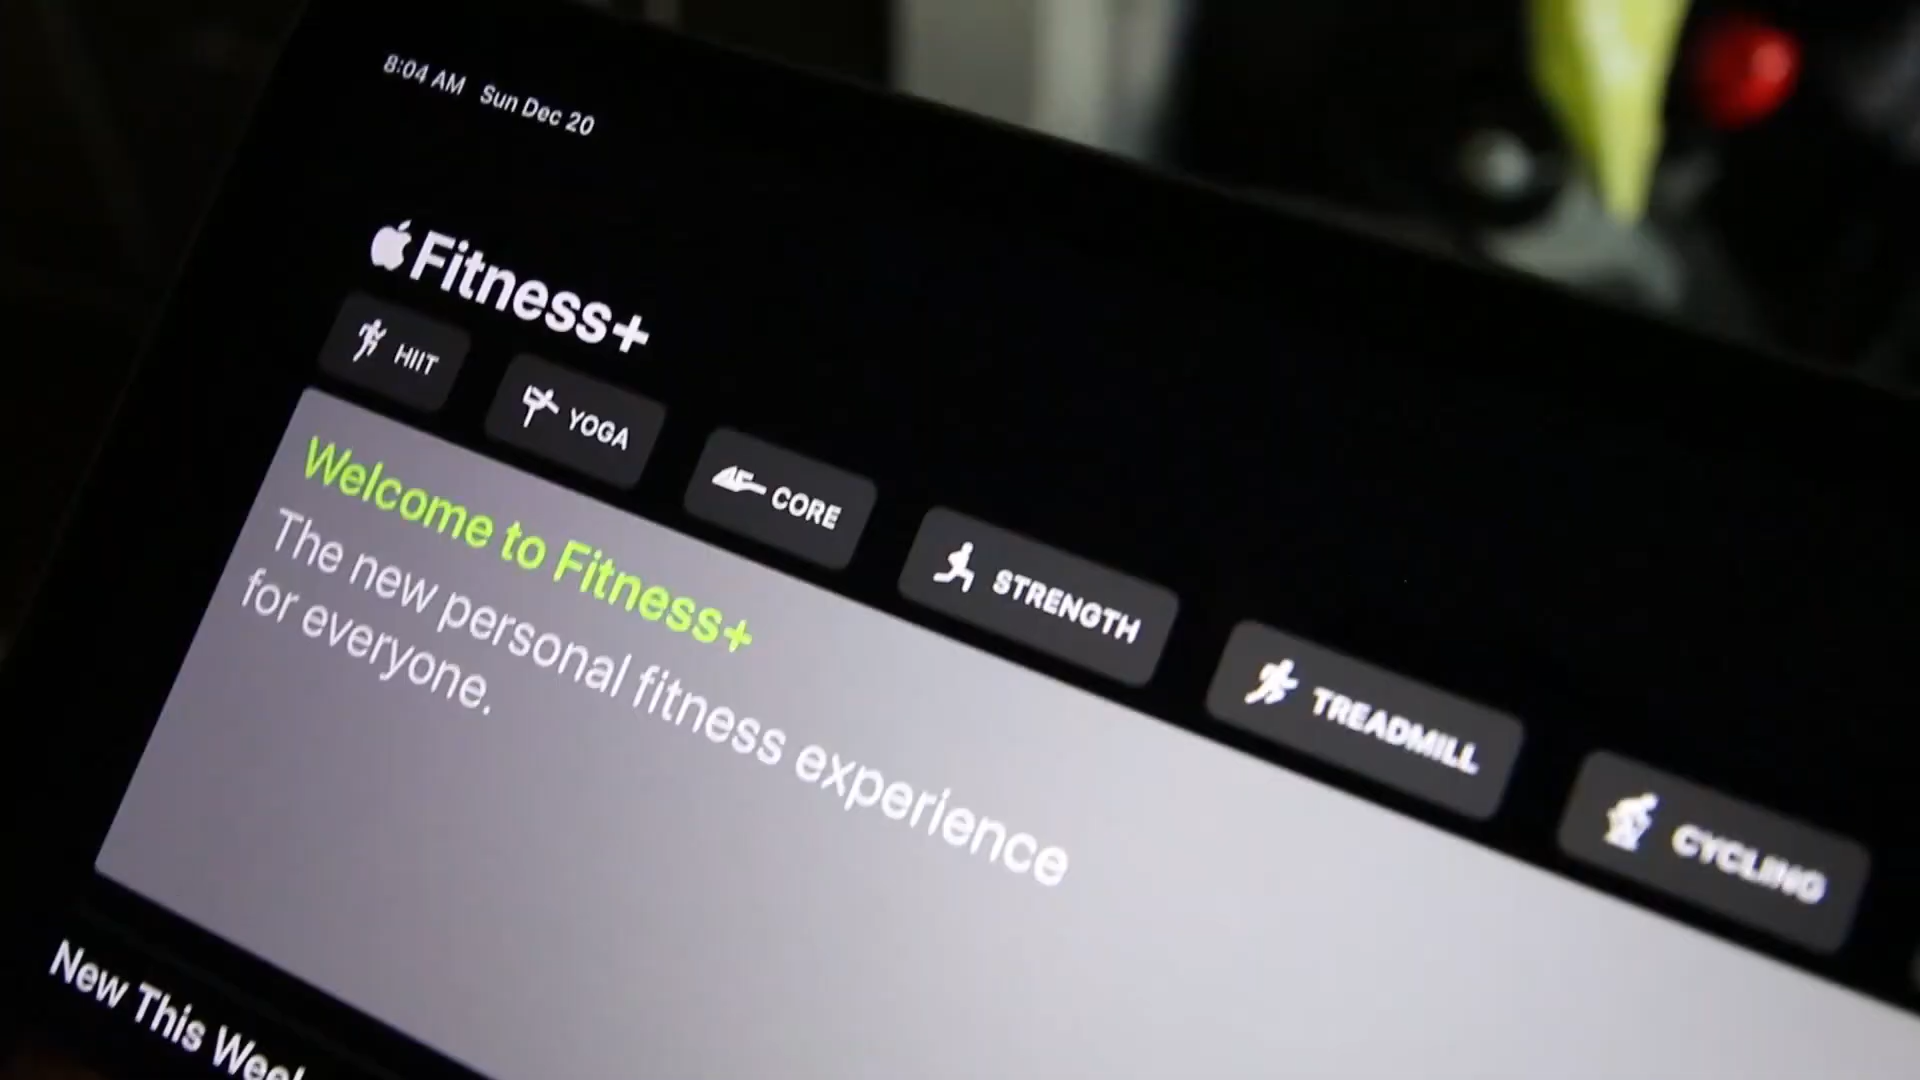 8:04 AM Sun Dec 20
Fitness+
HIIT
YOGA
CORE
STRENGTH
TREADMILL
CYCLING
Welcome to Fitness+
The new personal fitness experience
for everyone.
New This